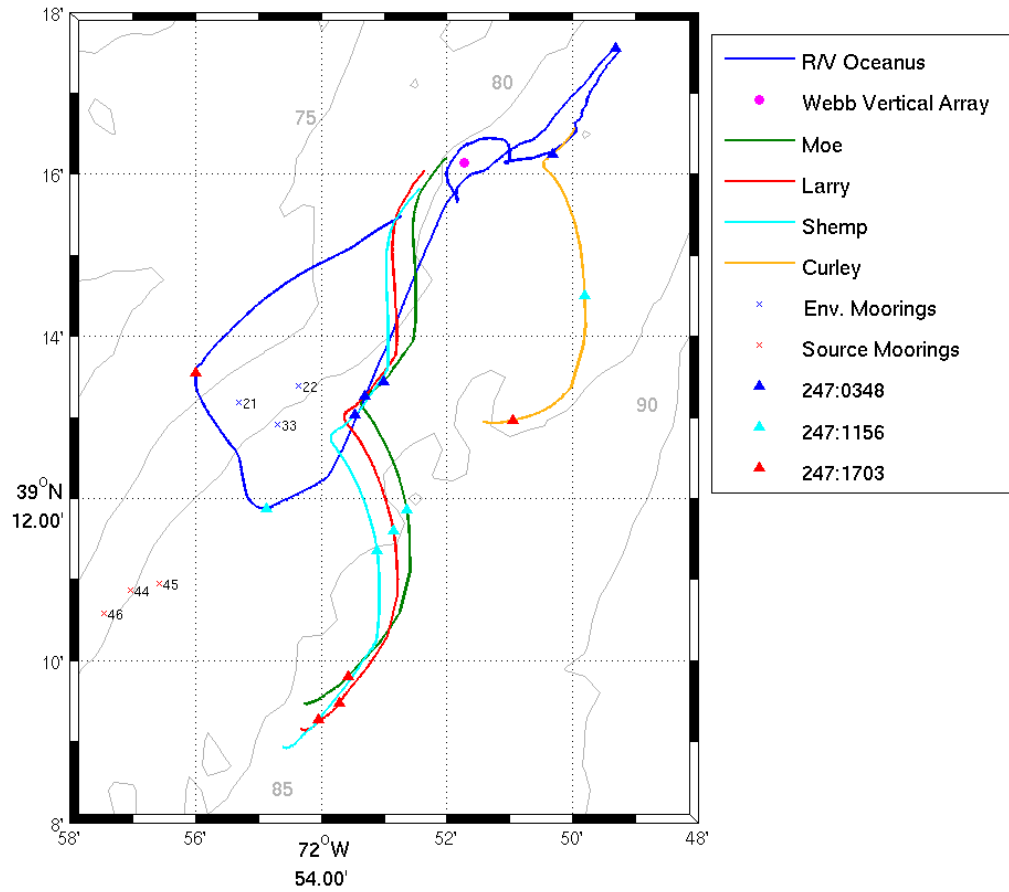 18'
16'
14'
39°N
12.00'
10'
8'
58'
56'
72°W
54.00'
52'
50'
48'
75
80
85
90
21
22
33
44
45
46
R/V Oceanus
Webb Vertical Array
Moe
Larry
Shemp
Curley
Env. Moorings
Source Moorings
247:0348
247:1156
247:1703